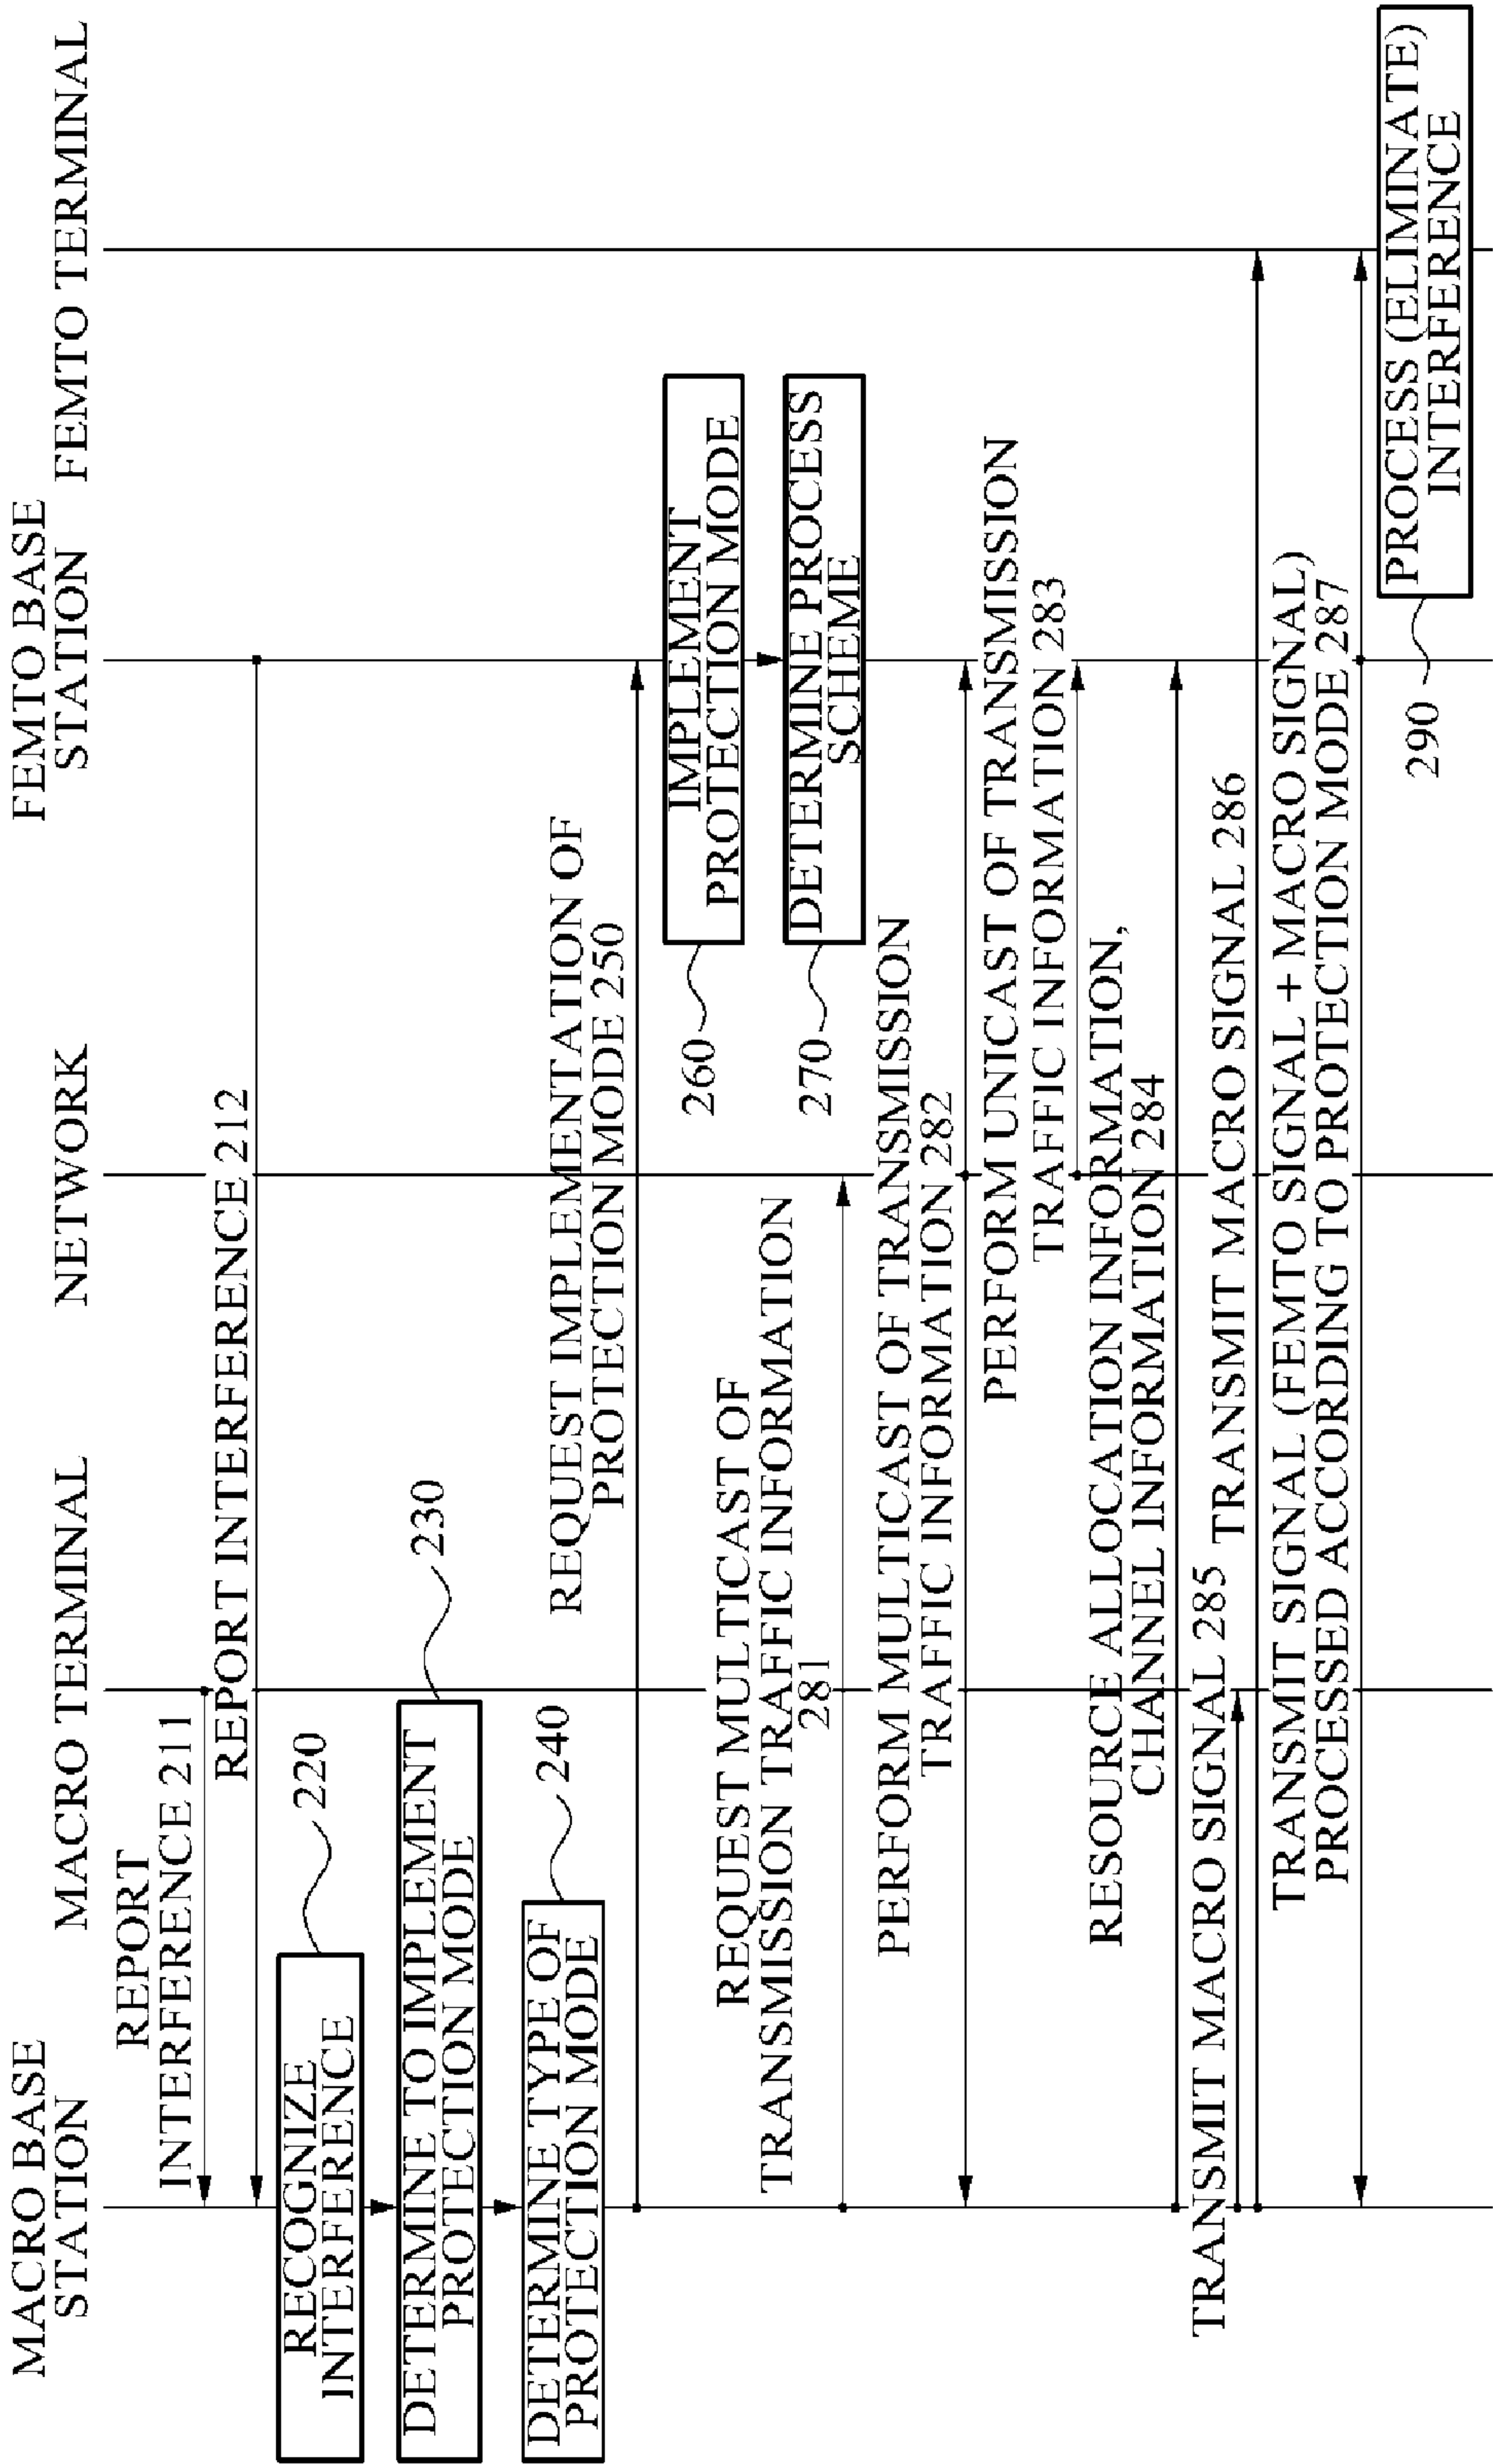 MACRO BASE
STATION
MACRO TERMINAL
NETWORK
FEMTO BASE
STATION
FEMTO TERMINAL
REPORT
INTERFERENCE 211
REPORT INTERFERENCE 212
RECOGNIZE
INTERFERENCE
220
DETERMINE TO IMPLEMENT
PROTECTION MODE
230
DETERMINE TYPE OF
PROTECTION MODE
240
REQUEST IMPLEMENTATION OF
PROTECTION MODE 250
IMPLEMENT
PROTECTION MODE
260
DETERMINE PROCESS
SCHEME
270
REQUEST MULTICAST OF
TRANSMISSION TRAFFIC INFORMATION
281
PERFORM MULTICAST OF TRANSMISSION
TRAFFIC INFORMATION 282
PERFORM UNICAST OF TRANSMISSION
TRAFFIC INFORMATION 283
RESOURCE ALLOCATION INFORMATION,
CHANNEL INFORMATION 284
TRANSMIT MACRO SIGNAL 285
TRANSMIT MACRO SIGNAL 286
TRANSMIT SIGNAL (FEMTO SIGNAL + MACRO SIGNAL)
PROCESSED ACCORDING TO PROTECTION MODE 287
PROCESS (ELIMINATE)
INTERFERENCE
290